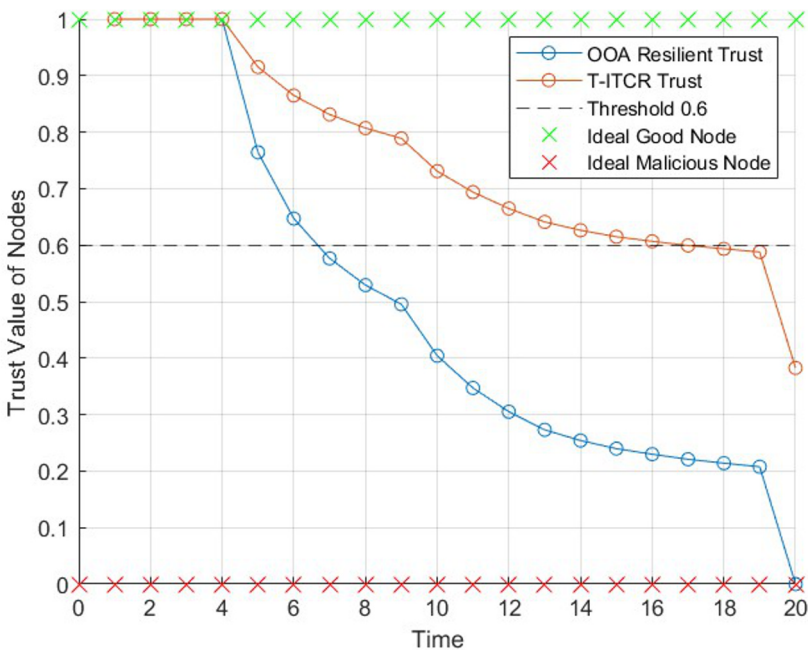 1
0.9
0.8
0.7
0.6
0.5
0.4
0.3
0.2
0.1
0
Trust Value of Nodes
OOA Resilient Trust
T-ITCR Trust
Threshold 0.6
Ideal Good Node
Ideal Malicious Node
0 2 4 6 8 10 12 14 16 18 20
Time